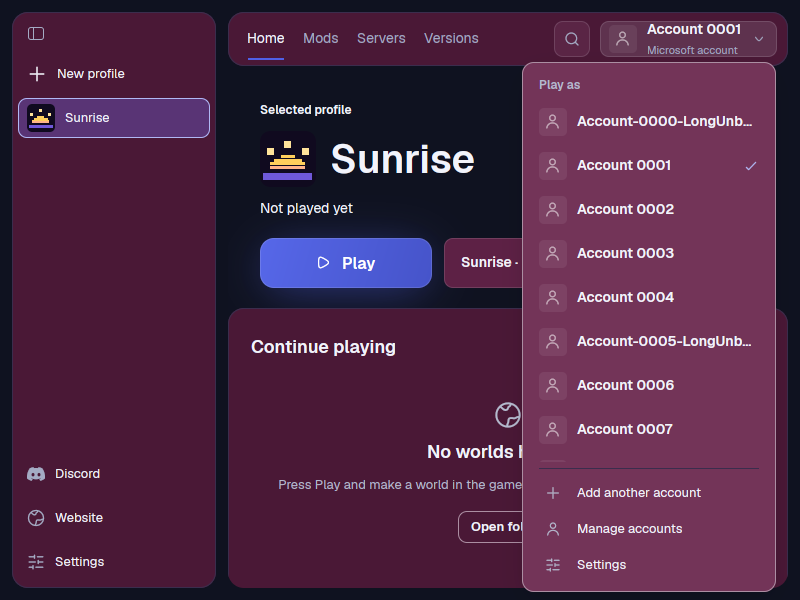 New profile
Sunrise
Discord
Website
Settings
Home
Mods
Servers
Versions
Account 0001
Microsoft account
Selected profile
Sunrise
Not played yet
Play
Sunrise ·
Continue playing
No worlds
Press Play and make a world in the game
Open
Play as
Account-0000-LongUnb...
Account 0001
Account 0002
Account 0003
Account 0004
Account-0005-LongUnb...
Account 0006
Account 0007
Add another account
Manage accounts
Settings